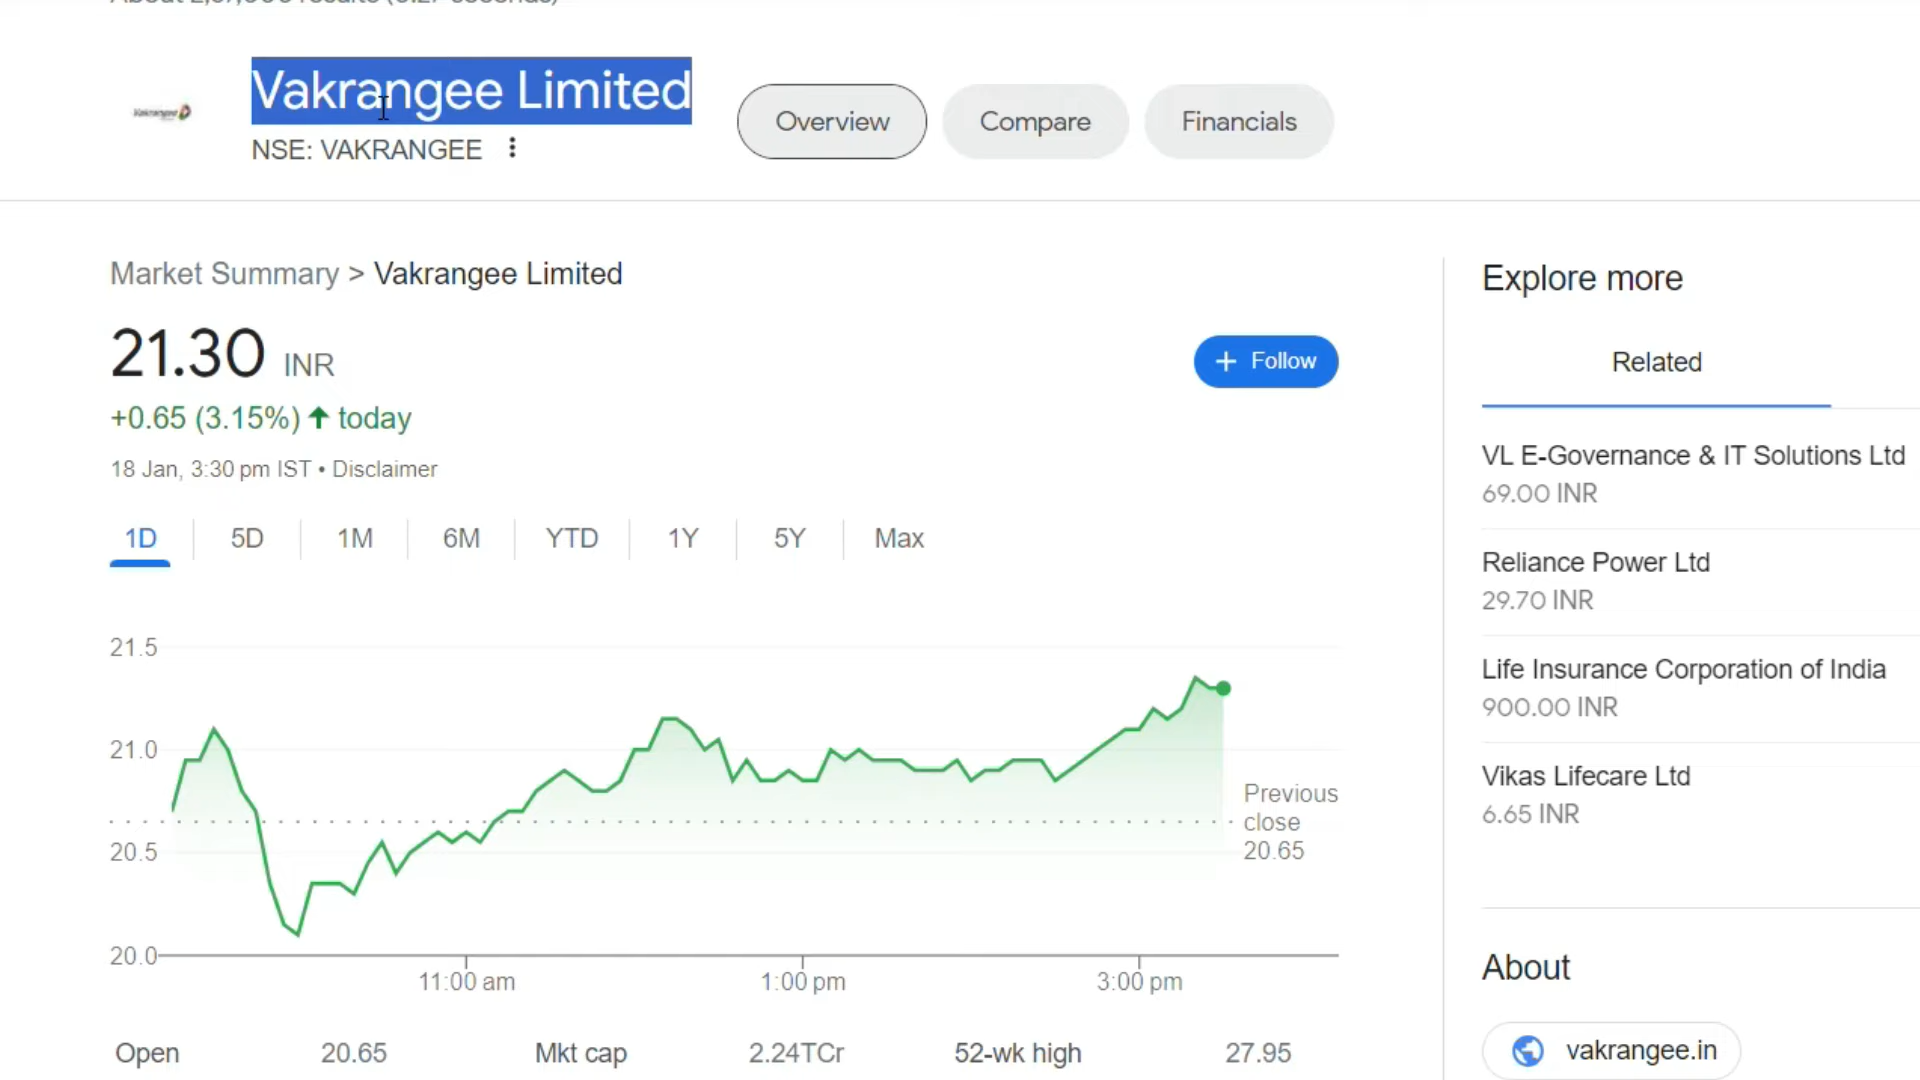 Vakrangee Limited
NSE: VAKRANGEE
Overview
Compare
Financials
Market Summary > Vakrangee Limited
21.30 INR
+0.65 (3.15%) ↑ today
18 Jan, 3:30 pm IST • Disclaimer
+ Follow
1D 5D 1M 6M YTD 1Y 5Y Max
21.5
21.0
20.5
20.0
Previous
close
20.65
11:00 am 1:00 pm 3:00 pm
Open 20.65 Mkt cap 2.24TCr 52-wk high 27.95
Explore more
Related
VL E-Governance & IT Solutions Ltd
69.00 INR
Reliance Power Ltd
29.70 INR
Life Insurance Corporation of India
900.00 INR
Vikas Lifecare Ltd
6.65 INR
About
vakrangee.in